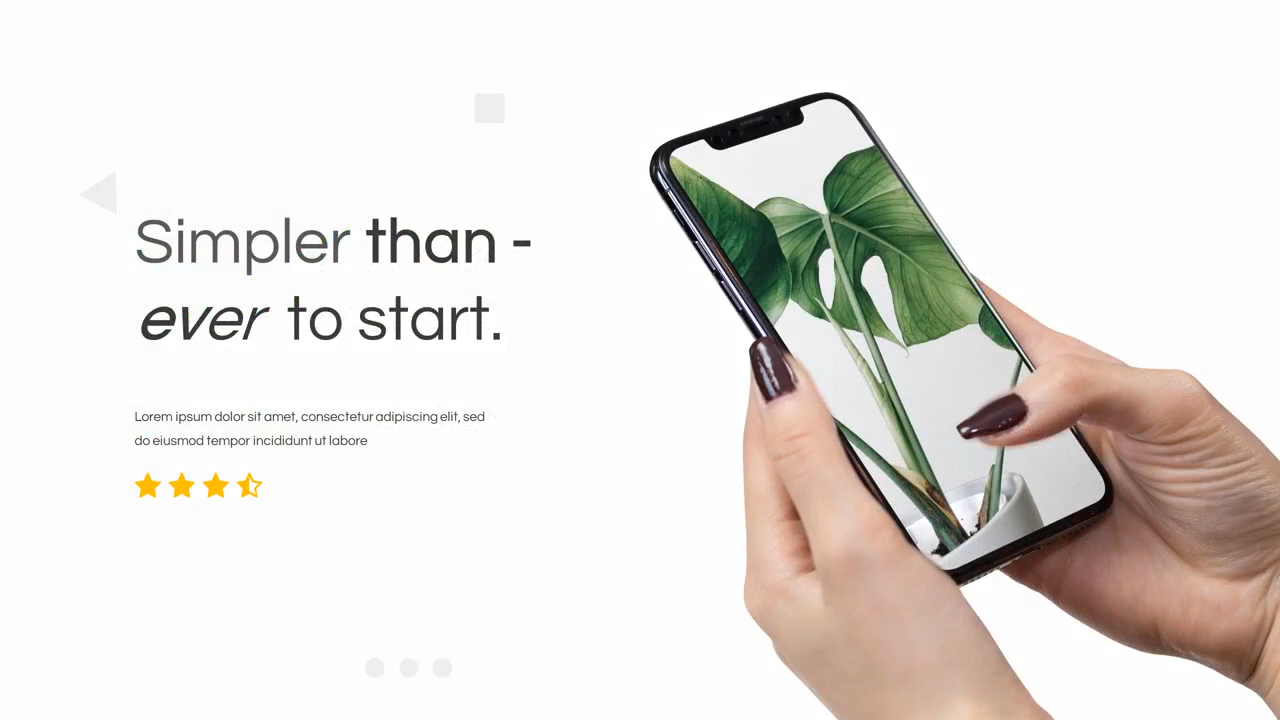 Simpler than -
ever to start.
Lorem ipsum dolor sit amet, consectetur adipiscing elit, sed
do eiusmod tempor incididunt ut labore